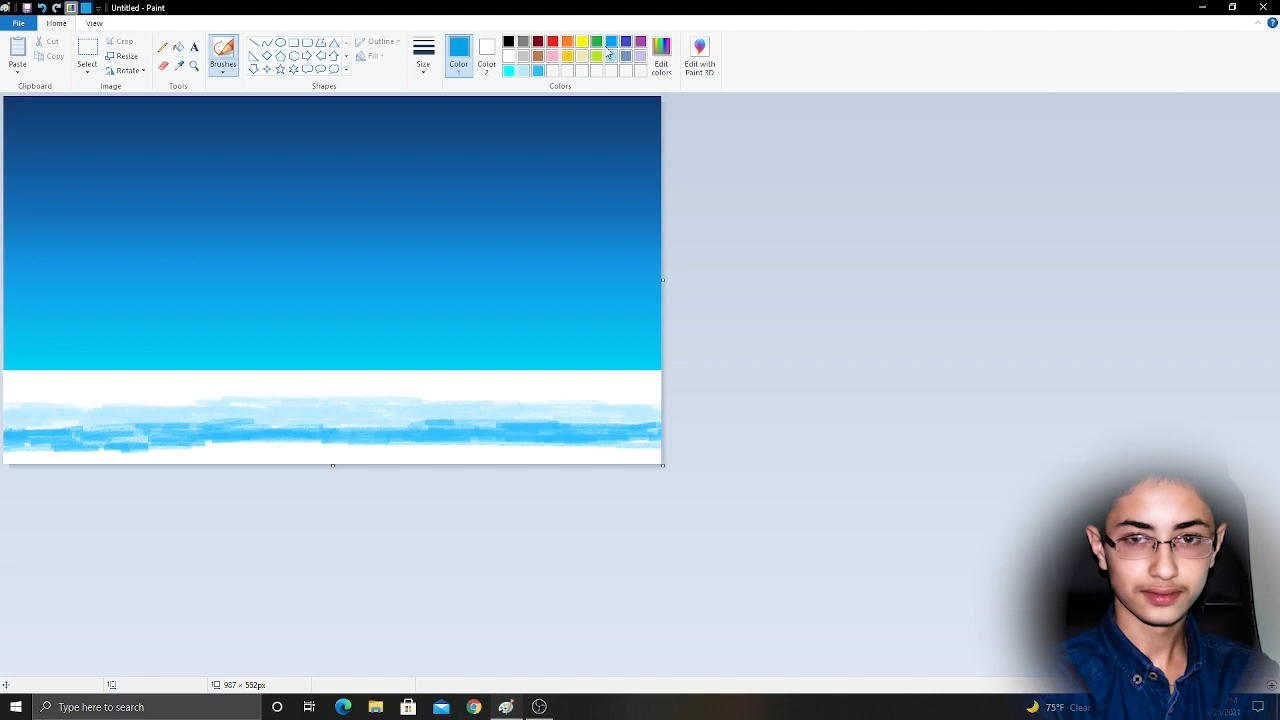 Untitled - Paint
File Home View
Paste Cut Copy Select Crop Resize Rotate Brushes Outline Fill Size Color 1 Color 2 Edit colors Edit with Paint 3D
Clipboard Image Tools Shapes Colors
987 × 552px
Type here to search
75°F Clear